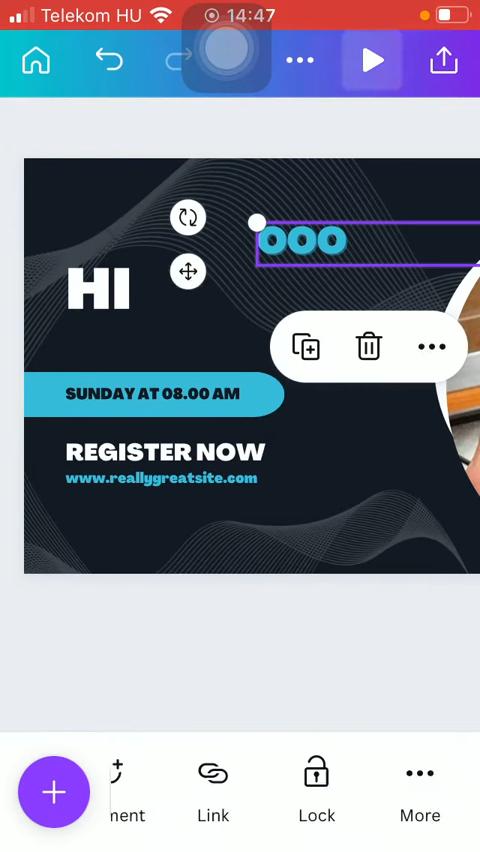 Telekom HU 14:47
OOO
HI
SUNDAY AT 08.00 AM
REGISTER NOW
www.reallygreatsite.com
ment Link Lock More